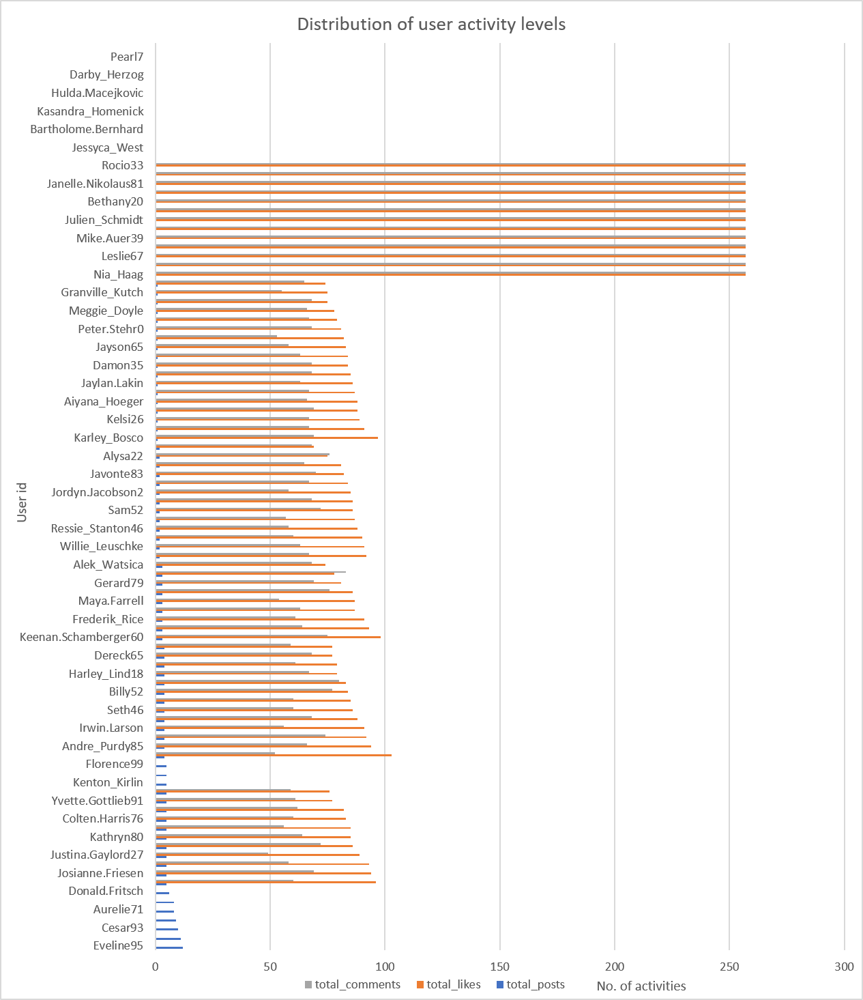 Distribution of user activity levels
Pearl7
Darby_Herzog
Hulda.Macejkovic
Kasandra_Homenick
Bartholome.Bernhard
Jessyca_West
Rocio33
Janelle.Nikolaus81
Bethany20
Julien_Schmidt
Mike.Auer39
Leslie67
Nia_Haag
Granville_Kutch
Meggie_Doyle
Peter.Stehr0
Jayson65
Damon35
Jaylan.Lakin
Aiyana_Hoeger
Kelsi26
Karley_Bosco
Alysa22
Javonte83
Jordyn.Jacobson2
Sam52
Ressie_Stanton46
Willie_Leuschke
Alek_Watsica
Gerard79
Maya.Farrell
Frederik_Rice
Keenan.Schamberger60
Dereck65
Harley_Lind18
Billy52
Seth46
Irwin.Larson
Andre_Purdy85
Florence99
Kenton_Kirlin
Yvette.Gottlieb91
Colten.Harris76
Kathryn80
Justina.Gaylord27
Josianne.Friesen
Donald.Fritsch
Aurelie71
Cesar93
Eveline95
User id
0 50 100 150 200 250 300
total_comments total_likes total_posts No. of activities